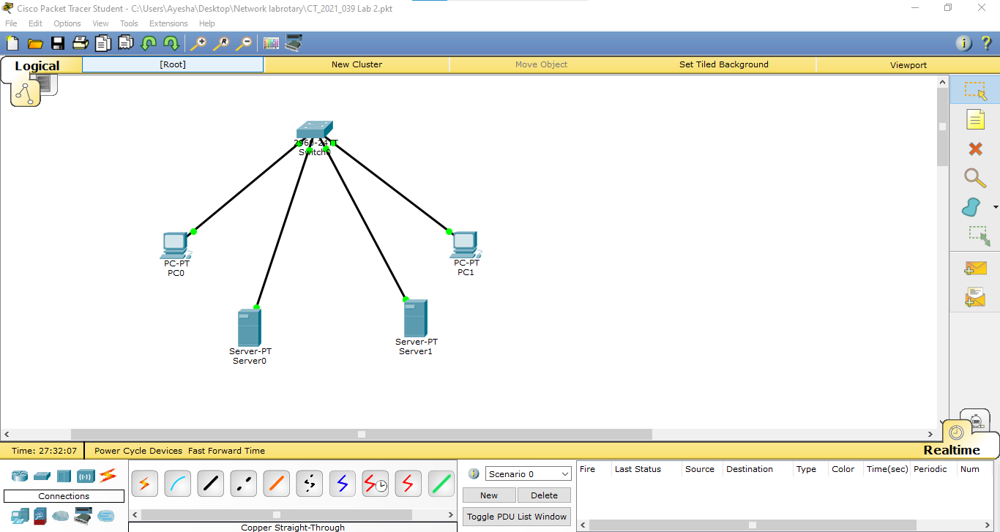 Cisco Packet Tracer Student - C:\Users\Ayesha\Desktop\Network labrotary\CT_2021_039 Lab 2.pkt
File Edit Options View Tools Extensions Help
Logical [Root] New Cluster Move Object Set Tiled Background Viewport
2960-24TT
Switch0
PC-PT
PC0
PC-PT
PC1
Server-PT
Server0
Server-PT
Server1
Time: 27:32:07 Power Cycle Devices Fast Forward Time Realtime
Connections
Copper Straight-Through
Scenario 0
New Delete
Toggle PDU List Window
Fire Last Status Source Destination Type Color Time(sec) Periodic Num